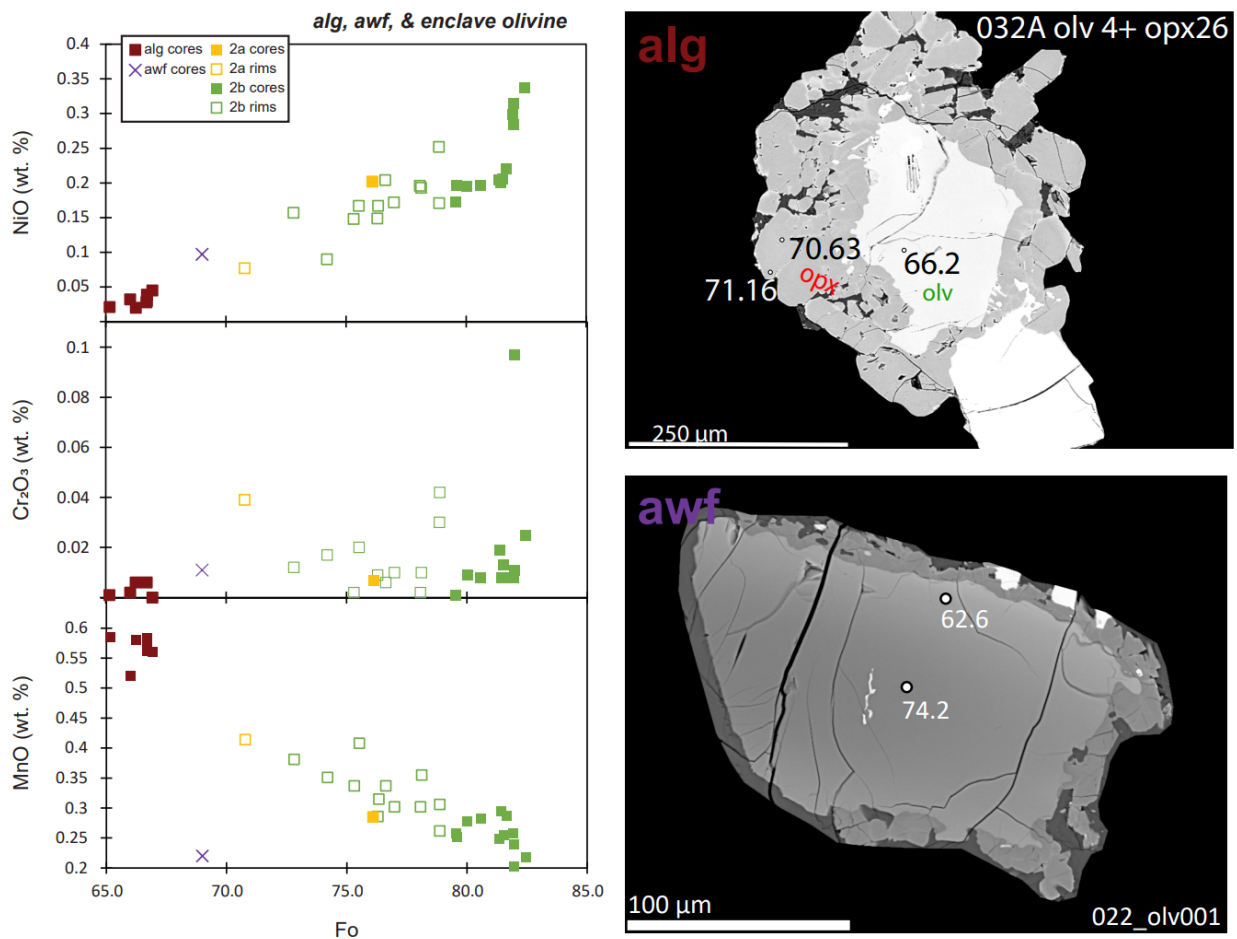 alg, awf, & enclave olivine
alg cores
awf cores
2a cores
2a rims
2b cores
2b rims
NiO (wt. %)
0.4
0.35
0.3
0.25
0.2
0.15
0.1
0.05
Cr₂O₃ (wt. %)
0.1
0.08
0.06
0.04
0.02
MnO (wt. %)
0.6
0.55
0.5
0.45
0.4
0.35
0.3
0.25
0.2
65.0 70.0 75.0 80.0 85.0
Fo
alg
032A olv 4+ opx26
70.63
71.16
opx
66.2
olv
250 µm
awf
62.6
74.2
100 µm
022_olv001